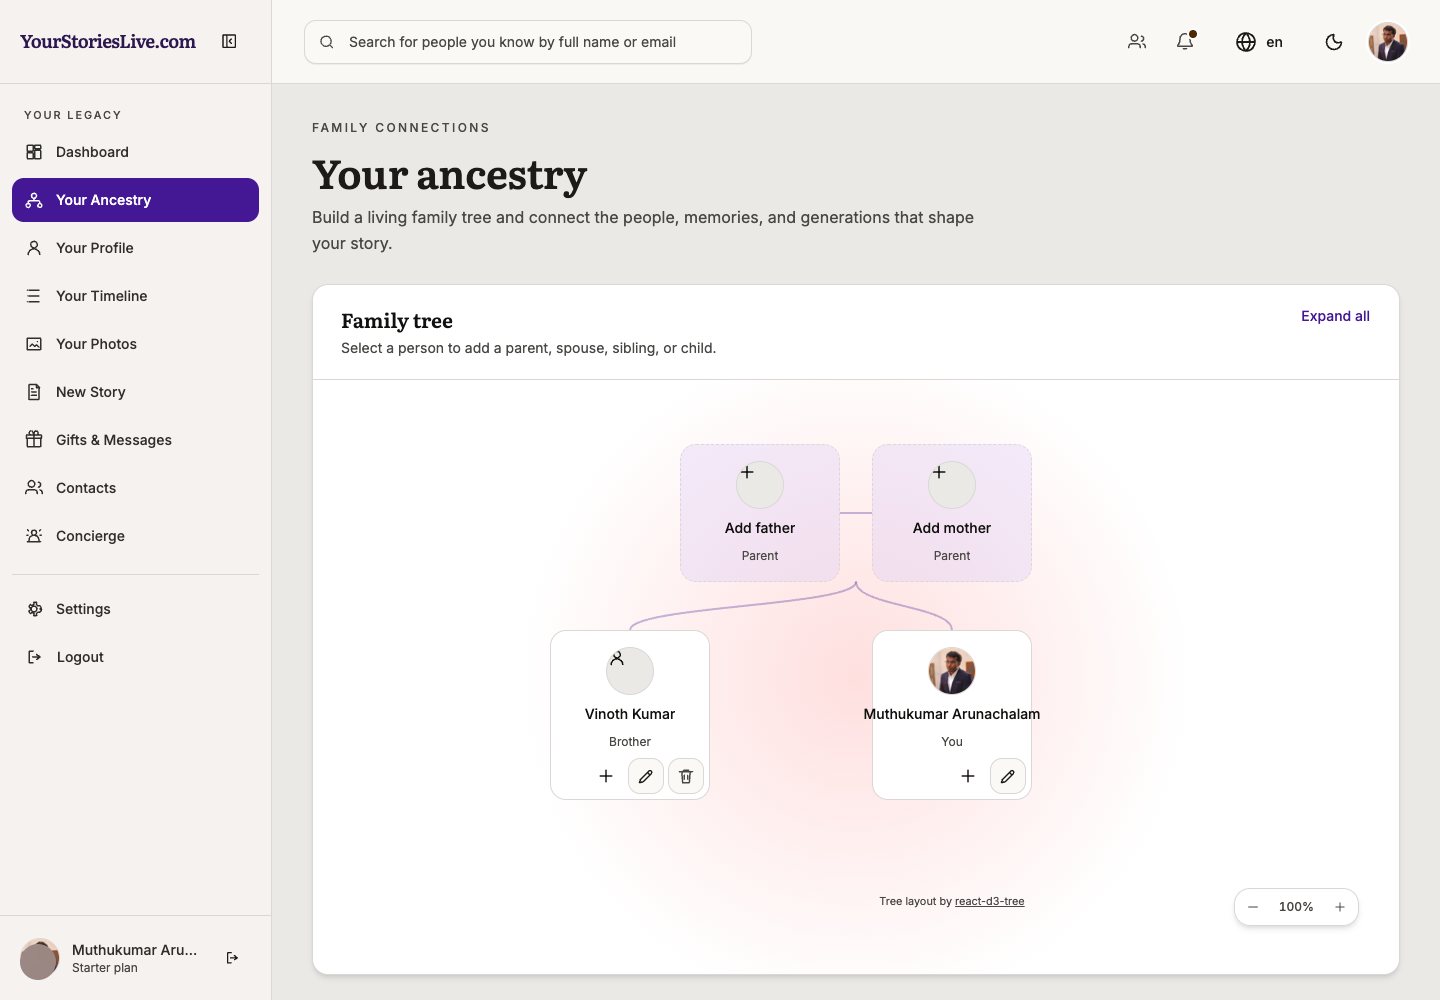 YourStoriesLive.com
Search for people you know by full name or email
en
YOUR LEGACY
Dashboard
Your Ancestry
Your Profile
Your Timeline
Your Photos
New Story
Gifts & Messages
Contacts
Concierge
Settings
Logout
Muthukumar Aru...
Starter plan
FAMILY CONNECTIONS
Your ancestry
Build a living family tree and connect the people, memories, and generations that shape
your story.
Family tree
Expand all
Select a person to add a parent, spouse, sibling, or child.
Add father
Parent
Add mother
Parent
Vinoth Kumar
Brother
Muthukumar Arunachalam
You
Tree layout by react-d3-tree
100%